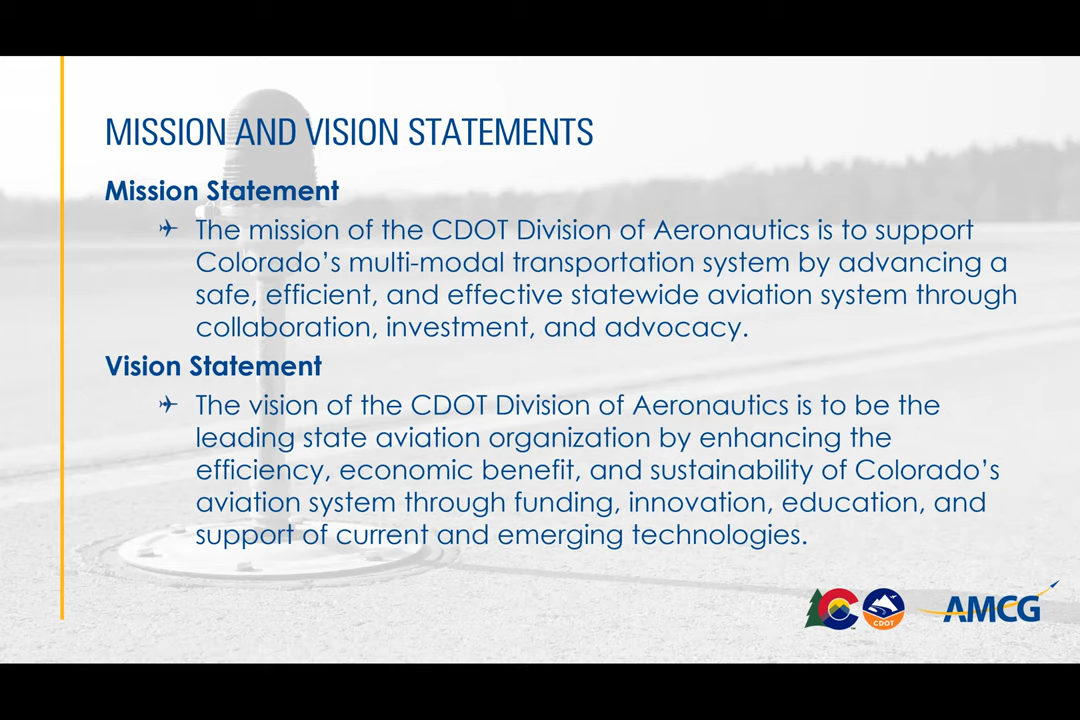 MISSION AND VISION STATEMENTS
Mission Statement
The mission of the CDOT Division of Aeronautics is to support
Colorado’s multi-modal transportation system by advancing a
safe, efficient, and effective statewide aviation system through
collaboration, investment, and advocacy.
Vision Statement
The vision of the CDOT Division of Aeronautics is to be the
leading state aviation organization by enhancing the
efficiency, economic benefit, and sustainability of Colorado’s
aviation system through funding, innovation, education, and
support of current and emerging technologies.
CDOT
AMCG